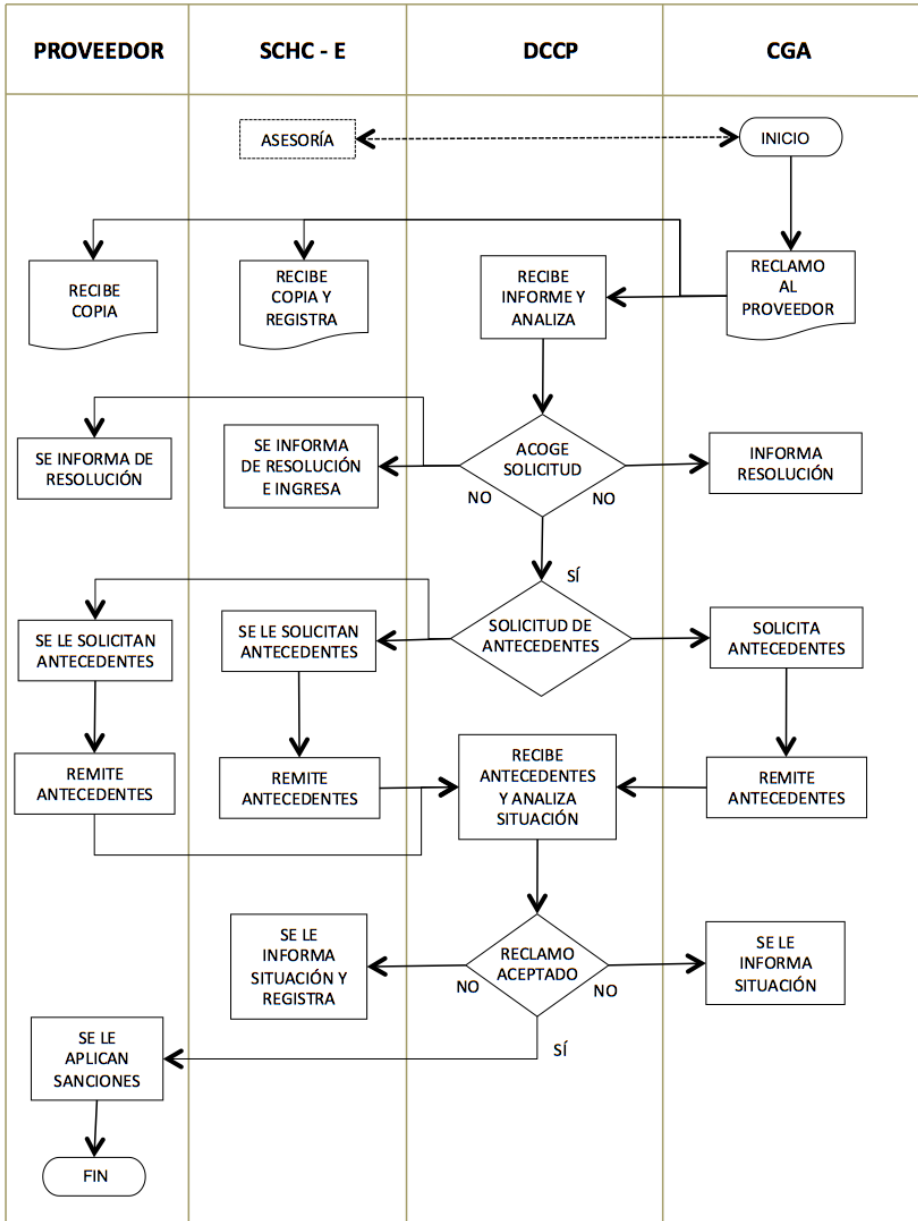 PROVEEDOR
SCHC - E
DCCP
CGA
ASESORÍA
INICIO
RECIBE
COPIA
RECIBE
COPIA Y
REGISTRA
RECIBE
INFORME Y
ANALIZA
RECLAMO
AL
PROVEEDOR
SE INFORMA DE
RESOLUCIÓN
SE INFORMA
DE RESOLUCIÓN
E INGRESA
ACOGE
SOLICITUD
INFORMA
RESOLUCIÓN
NO
NO
SÍ
SE LE SOLICITAN
ANTECEDENTES
SE LE SOLICITAN
ANTECEDENTES
SOLICITUD DE
ANTECEDENTES
SOLICITA
ANTECEDENTES
REMITE
ANTECEDENTES
REMITE
ANTECEDENTES
RECIBE
ANTECEDENTES
Y ANALIZA
SITUACIÓN
REMITE
ANTECEDENTES
SE LE
INFORMA
SITUACIÓN Y
REGISTRA
RECLAMO
ACEPTADO
SE LE
INFORMA
SITUACIÓN
NO
NO
SÍ
SE LE
APLICAN
SANCIONES
FIN